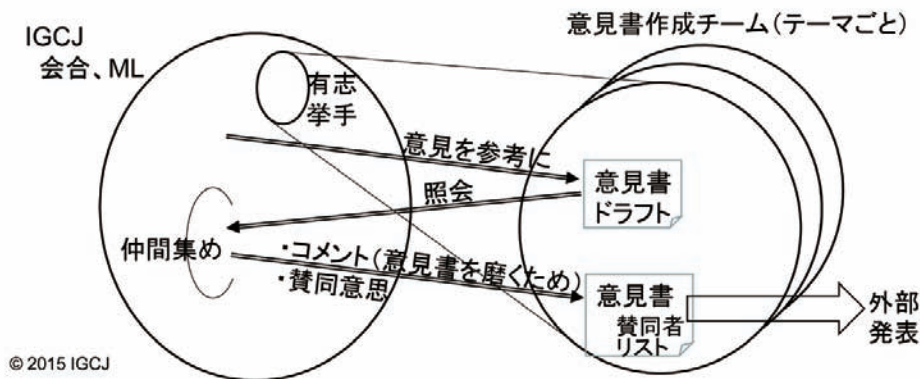 IGCJ
会合、ML
意見書作成チーム(テーマごと)
有志
挙手
意見を参考に
照会
意見書
ドラフト
仲間集め
・コメント(意見書を磨くため)
・賛同意思
意見書
賛同者
リスト
外部
発表
© 2015 IGCJ